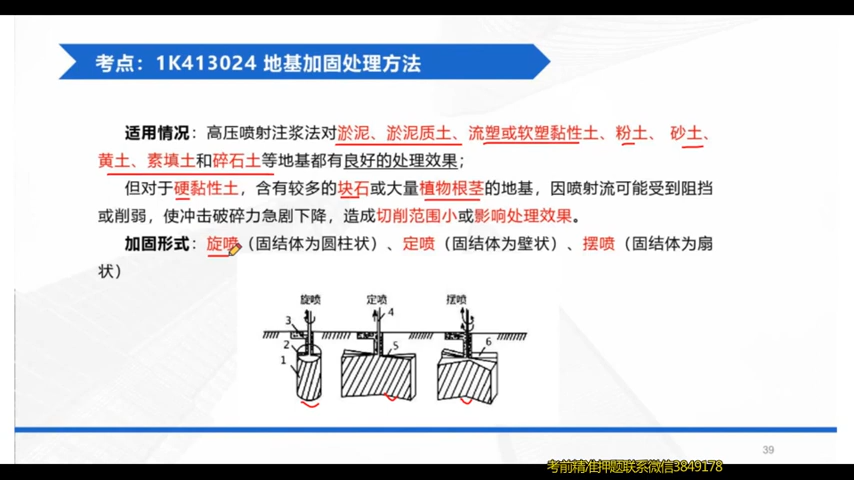 考点：1K413024 地基加固处理方法
适用情况：高压喷射注浆法对淤泥、淤泥质土、流塑或软塑黏性土、粉土、 砂土、
黄土、素填土和碎石土等地基都有良好的处理效果；
但对于硬黏性土，含有较多的块石或大量植物根茎的地基，因喷射流可能受到阻挡
或削弱，使冲击破碎力急剧下降，造成切削范围小或影响处理效果。
加固形式：旋喷（固结体为圆柱状）、定喷（固结体为壁状）、摆喷（固结体为扇
状）
旋喷 定喷 摆喷
3 4
2 5 6
1
39
考前精准押题联系微信3849178